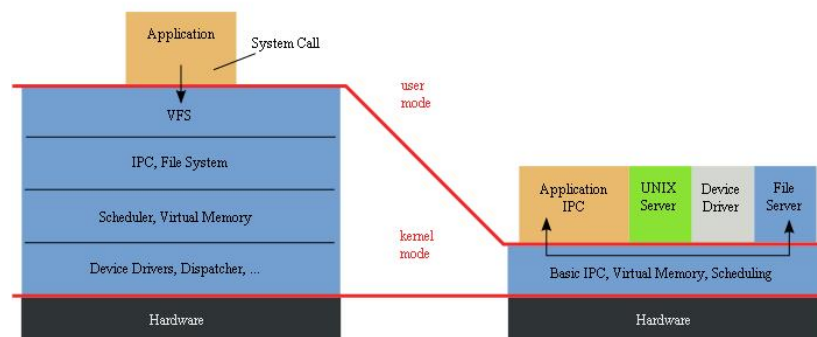 Application
System Call
VFS
IPC, File System
Scheduler, Virtual Memory
Device Drivers, Dispatcher, ...
Hardware
user
mode
kernel
mode
Application
IPC
UNIX
Server
Device
Driver
File
Server
Basic IPC, Virtual Memory, Scheduling
Hardware